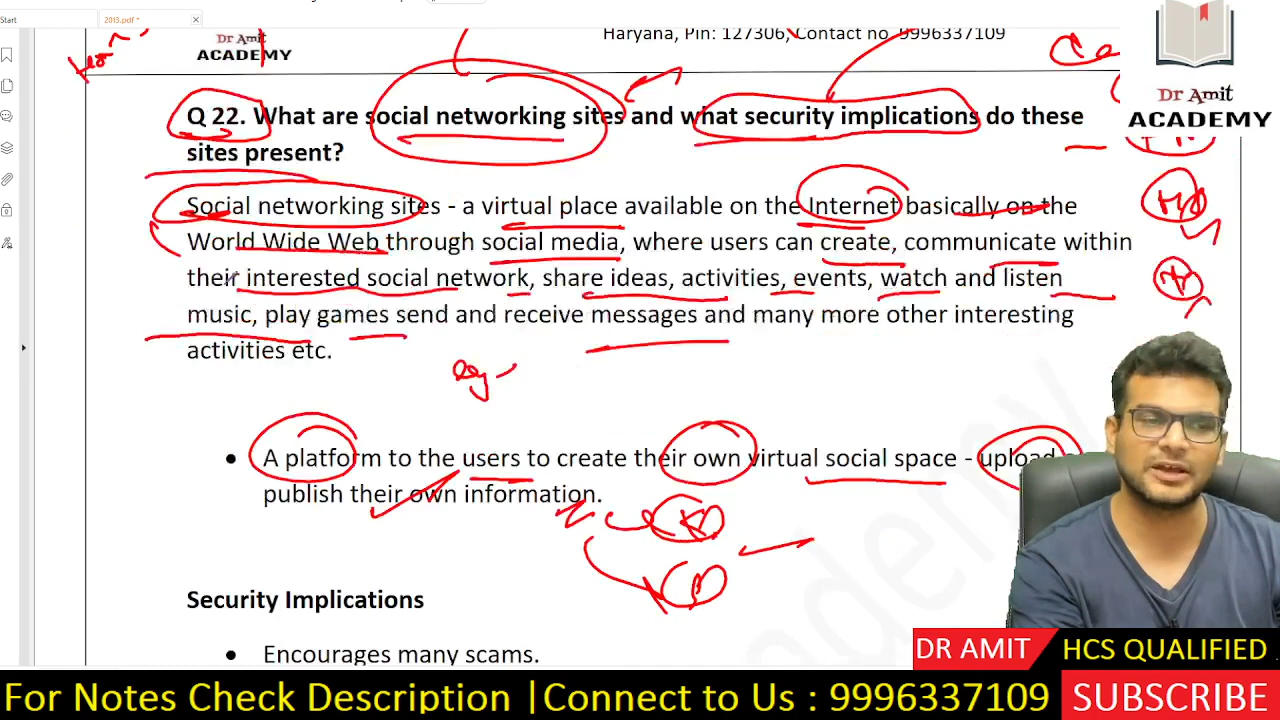 Start
2013.pdf *
Dr Amit
ACADEMY
Haryana, Pin: 127306, Contact no. 9996337109
Dr Amit
ACADEMY
Q 22. What are social networking sites and what security implications do these
sites present?
Social networking sites - a virtual place available on the Internet basically on the
World Wide Web through social media, where users can create, communicate within
their interested social network, share ideas, activities, events, watch and listen
music, play games send and receive messages and many more other interesting
activities etc.
eg -
• A platform to the users to create their own virtual social space - upload
publish their own information.
Security Implications
• Encourages many scams.
DR AMIT HCS QUALIFIED
For Notes Check Description |Connect to Us : 9996337109 SUBSCRIBE